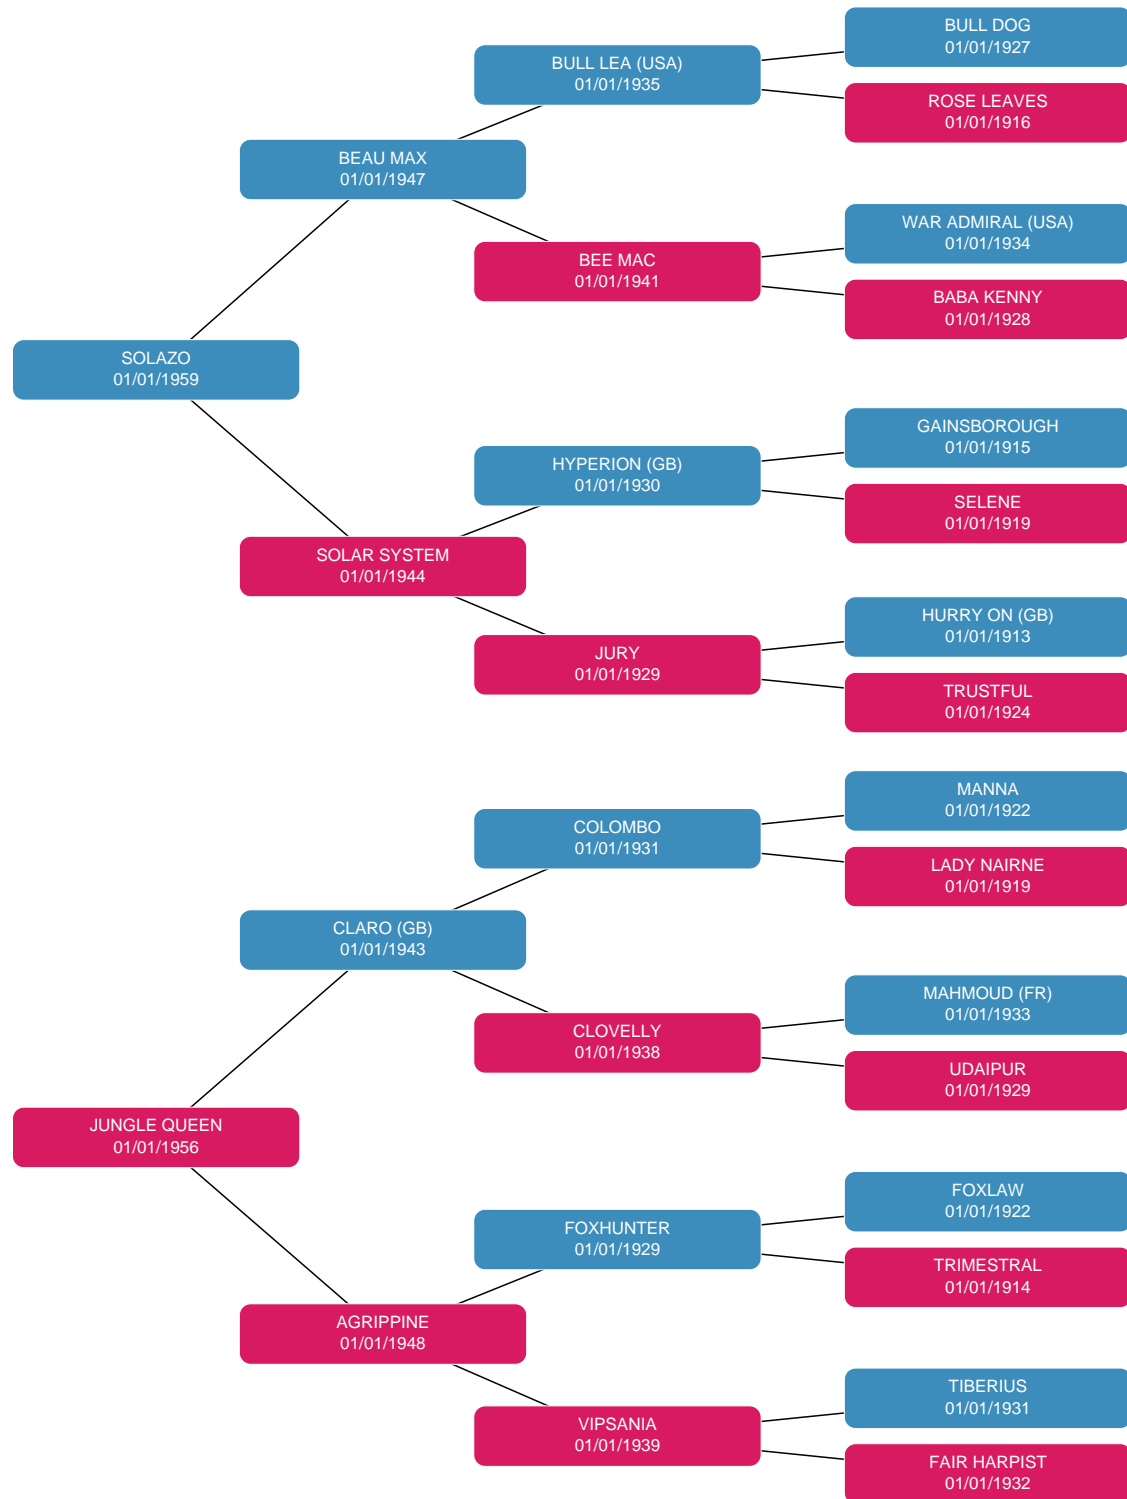 BULL DOG
01/01/1927
BULL LEA (USA)
01/01/1935
ROSE LEAVES
01/01/1916
BEAU MAX
01/01/1947
WAR ADMIRAL (USA)
01/01/1934
BEE MAC
01/01/1941
BABA KENNY
01/01/1928
SOLAZO
01/01/1959
GAINSBOROUGH
01/01/1915
HYPERION (GB)
01/01/1930
SELENE
01/01/1919
SOLAR SYSTEM
01/01/1944
HURRY ON (GB)
01/01/1913
JURY
01/01/1929
TRUSTFUL
01/01/1924
MANNA
01/01/1922
COLOMBO
01/01/1931
LADY NAIRNE
01/01/1919
CLARO (GB)
01/01/1943
MAHMOUD (FR)
01/01/1933
CLOVELLY
01/01/1938
UDAIPUR
01/01/1929
JUNGLE QUEEN
01/01/1956
FOXLAW
01/01/1922
FOXHUNTER
01/01/1929
TRIMESTRAL
01/01/1914
AGRIPPINE
01/01/1948
TIBERIUS
01/01/1931
VIPSANIA
01/01/1939
FAIR HARPIST
01/01/1932